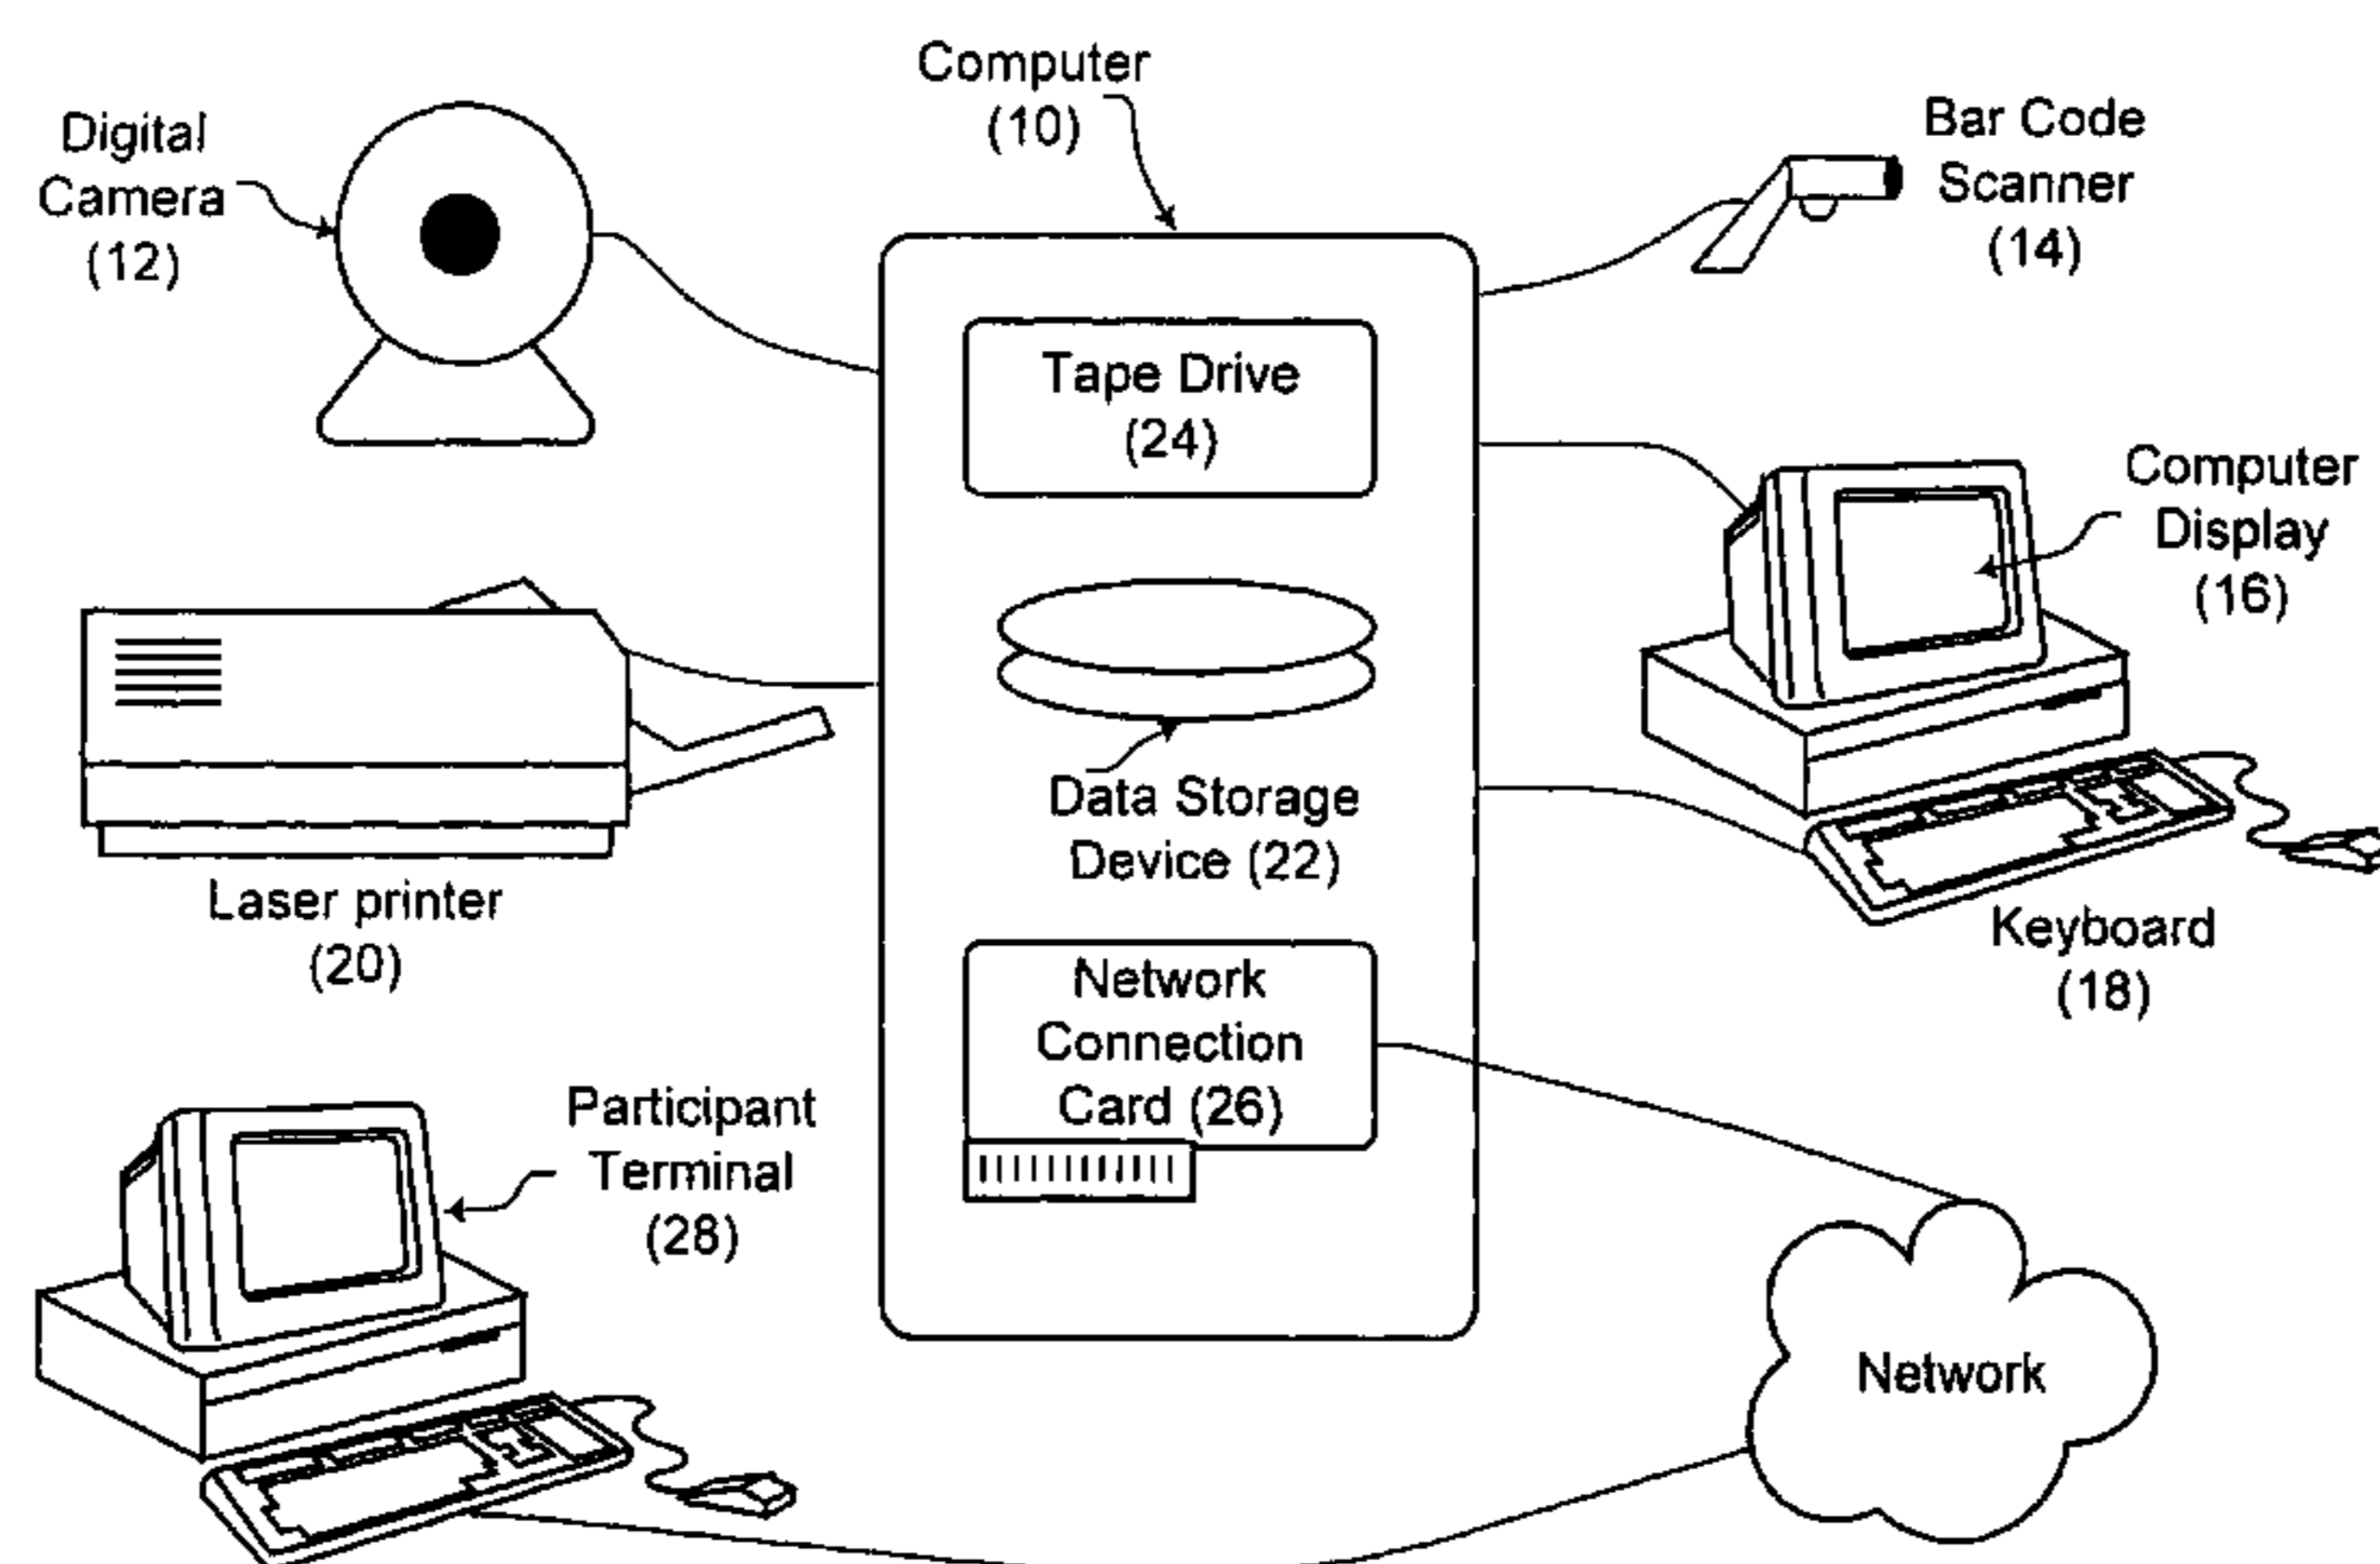 Computer
(10)
Digital
Camera
(12)
Bar Code
Scanner
(14)
Tape Drive
(24)
Computer
Display
(16)
Data Storage
Device (22)
Laser printer
(20)
Keyboard
(18)
Network
Connection
Card (26)
Participant
Terminal
(28)
Network